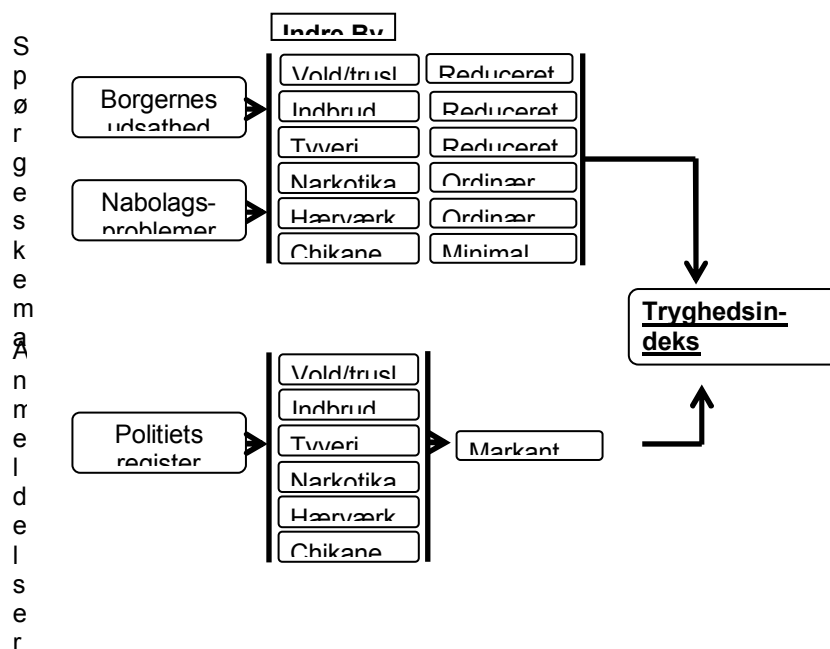 Indre By
Spørgeskema
Borgernes
udsathed
Nabolags-
problemer
Vold/trusl
Reduceret
Indbrud
Reduceret
Tyveri
Reduceret
Narkotika
Ordinær
Hærværk
Ordinær
Chikane
Minimal
Tryghedsin-
deks
Anmeldelser
Politiets
register
Vold/trusl
Indbrud
Tyveri
Narkotika
Hærværk
Chikane
Markant